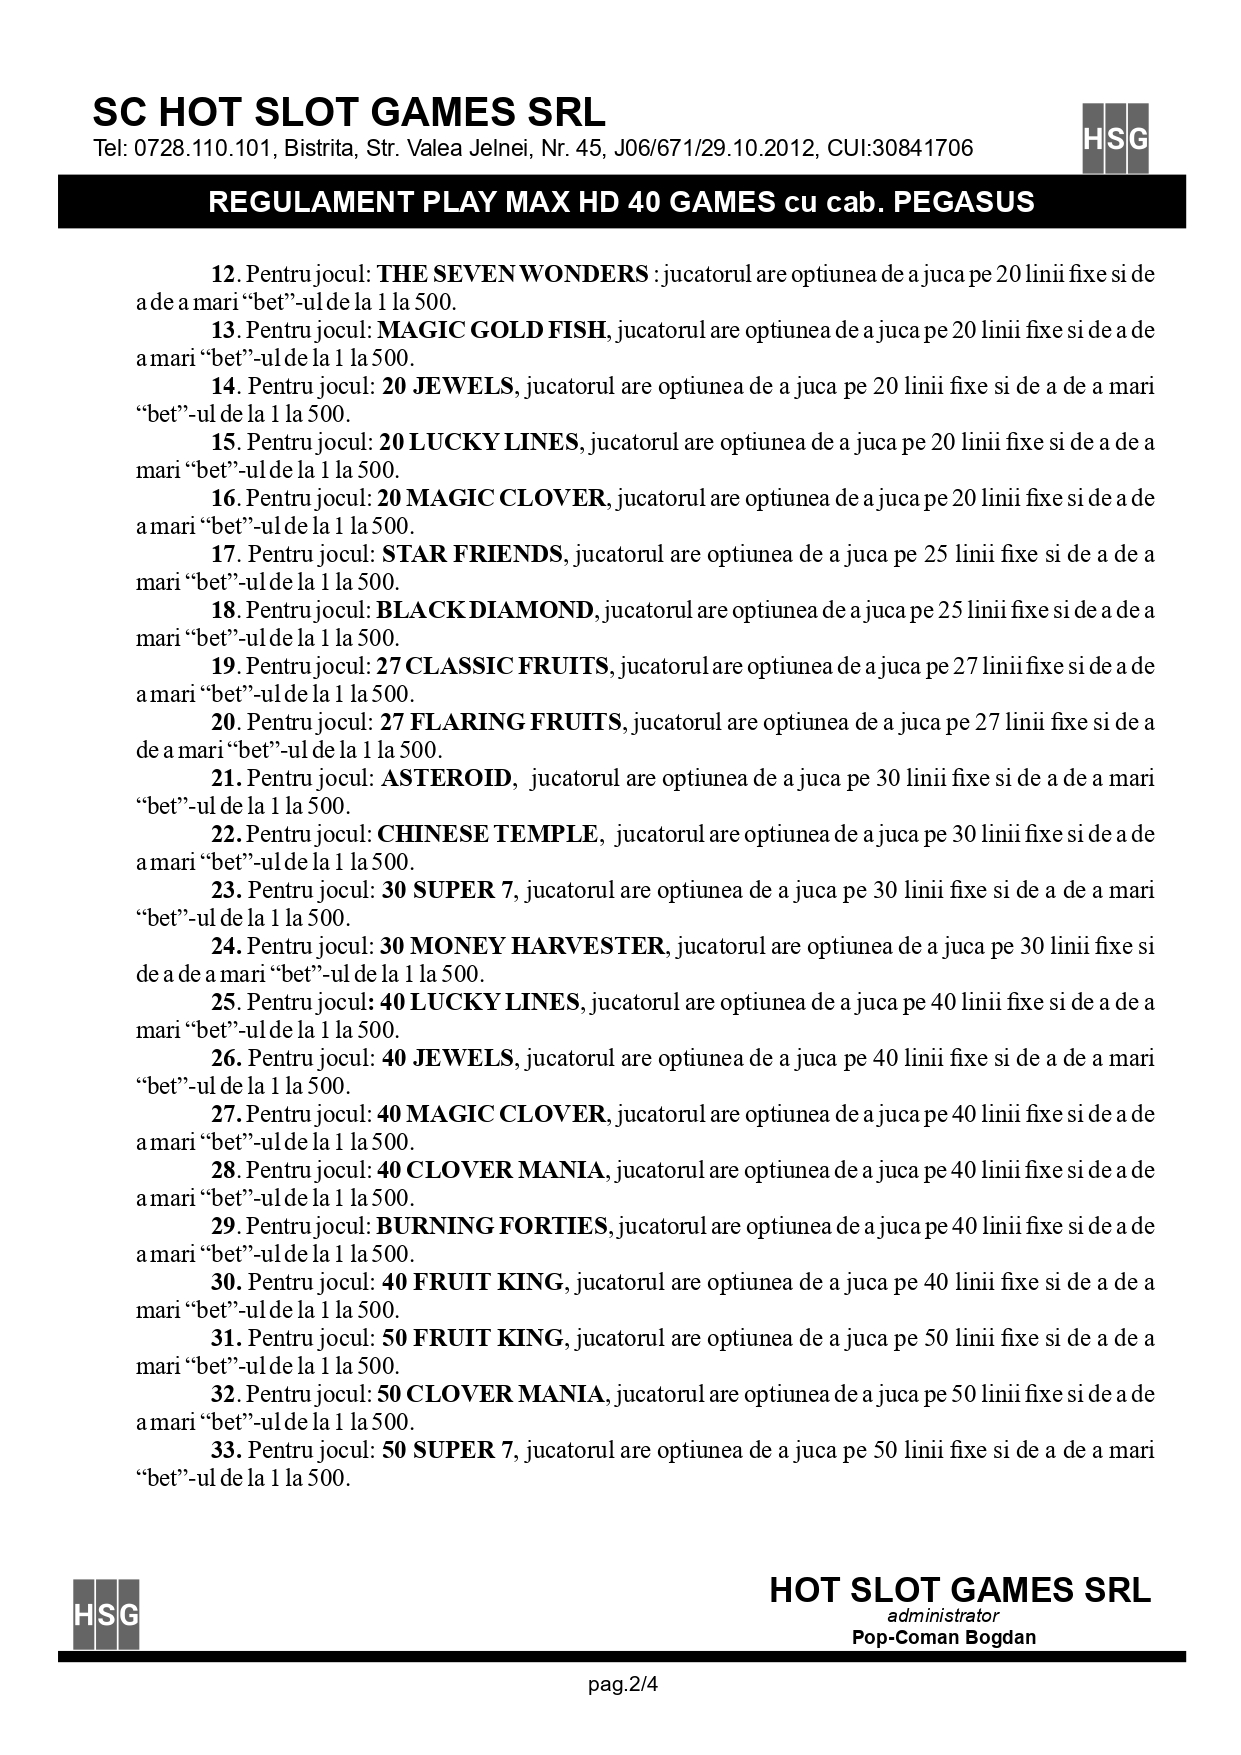 SC HOT SLOT GAMES SRL
Tel: 0728.110.101, Bistrita, Str. Valea Jelnei, Nr. 45, J06/671/29.10.2012, CUI:30841706
HSG
REGULAMENT PLAY MAX HD 40 GAMES cu cab. PEGASUS
12. Pentru jocul: THE SEVEN WONDERS : jucatorul are optiunea de a juca pe 20 linii fixe si de
a de a mari “bet”-ul de la 1 la 500.
13. Pentru jocul: MAGIC GOLD FISH, jucatorul are optiunea de a juca pe 20 linii fixe si de a de
a mari “bet”-ul de la 1 la 500.
14. Pentru jocul: 20 JEWELS, jucatorul are optiunea de a juca pe 20 linii fixe si de a de a mari
“bet”-ul de la 1 la 500.
15. Pentru jocul: 20 LUCKY LINES, jucatorul are optiunea de a juca pe 20 linii fixe si de a de a
mari “bet”-ul de la 1 la 500.
16. Pentru jocul: 20 MAGIC CLOVER, jucatorul are optiunea de a juca pe 20 linii fixe si de a de
a mari “bet”-ul de la 1 la 500.
17. Pentru jocul: STAR FRIENDS, jucatorul are optiunea de a juca pe 25 linii fixe si de a de a
mari “bet”-ul de la 1 la 500.
18. Pentru jocul: BLACK DIAMOND, jucatorul are optiunea de a juca pe 25 linii fixe si de a de a
mari “bet”-ul de la 1 la 500.
19. Pentru jocul: 27 CLASSIC FRUITS, jucatorul are optiunea de a juca pe 27 linii fixe si de a de
a mari “bet”-ul de la 1 la 500.
20. Pentru jocul: 27 FLARING FRUITS, jucatorul are optiunea de a juca pe 27 linii fixe si de a
de a mari “bet”-ul de la 1 la 500.
21. Pentru jocul: ASTEROID, jucatorul are optiunea de a juca pe 30 linii fixe si de a de a mari
“bet”-ul de la 1 la 500.
22. Pentru jocul: CHINESE TEMPLE, jucatorul are optiunea de a juca pe 30 linii fixe si de a de
a mari “bet”-ul de la 1 la 500.
23. Pentru jocul: 30 SUPER 7, jucatorul are optiunea de a juca pe 30 linii fixe si de a de a mari
“bet”-ul de la 1 la 500.
24. Pentru jocul: 30 MONEY HARVESTER, jucatorul are optiunea de a juca pe 30 linii fixe si
de a de a mari “bet”-ul de la 1 la 500.
25. Pentru jocul: 40 LUCKY LINES, jucatorul are optiunea de a juca pe 40 linii fixe si de a de a
mari “bet”-ul de la 1 la 500.
26. Pentru jocul: 40 JEWELS, jucatorul are optiunea de a juca pe 40 linii fixe si de a de a mari
“bet”-ul de la 1 la 500.
27. Pentru jocul: 40 MAGIC CLOVER, jucatorul are optiunea de a juca pe 40 linii fixe si de a de
a mari “bet”-ul de la 1 la 500.
28. Pentru jocul: 40 CLOVER MANIA, jucatorul are optiunea de a juca pe 40 linii fixe si de a de
a mari “bet”-ul de la 1 la 500.
29. Pentru jocul: BURNING FORTIES, jucatorul are optiunea de a juca pe 40 linii fixe si de a de
a mari “bet”-ul de la 1 la 500.
30. Pentru jocul: 40 FRUIT KING, jucatorul are optiunea de a juca pe 40 linii fixe si de a de a
mari “bet”-ul de la 1 la 500.
31. Pentru jocul: 50 FRUIT KING, jucatorul are optiunea de a juca pe 50 linii fixe si de a de a
mari “bet”-ul de la 1 la 500.
32. Pentru jocul: 50 CLOVER MANIA, jucatorul are optiunea de a juca pe 50 linii fixe si de a de
a mari “bet”-ul de la 1 la 500.
33. Pentru jocul: 50 SUPER 7, jucatorul are optiunea de a juca pe 50 linii fixe si de a de a mari
“bet”-ul de la 1 la 500.
HSG
HOT SLOT GAMES SRL
administrator
Pop-Coman Bogdan
pag.2/4